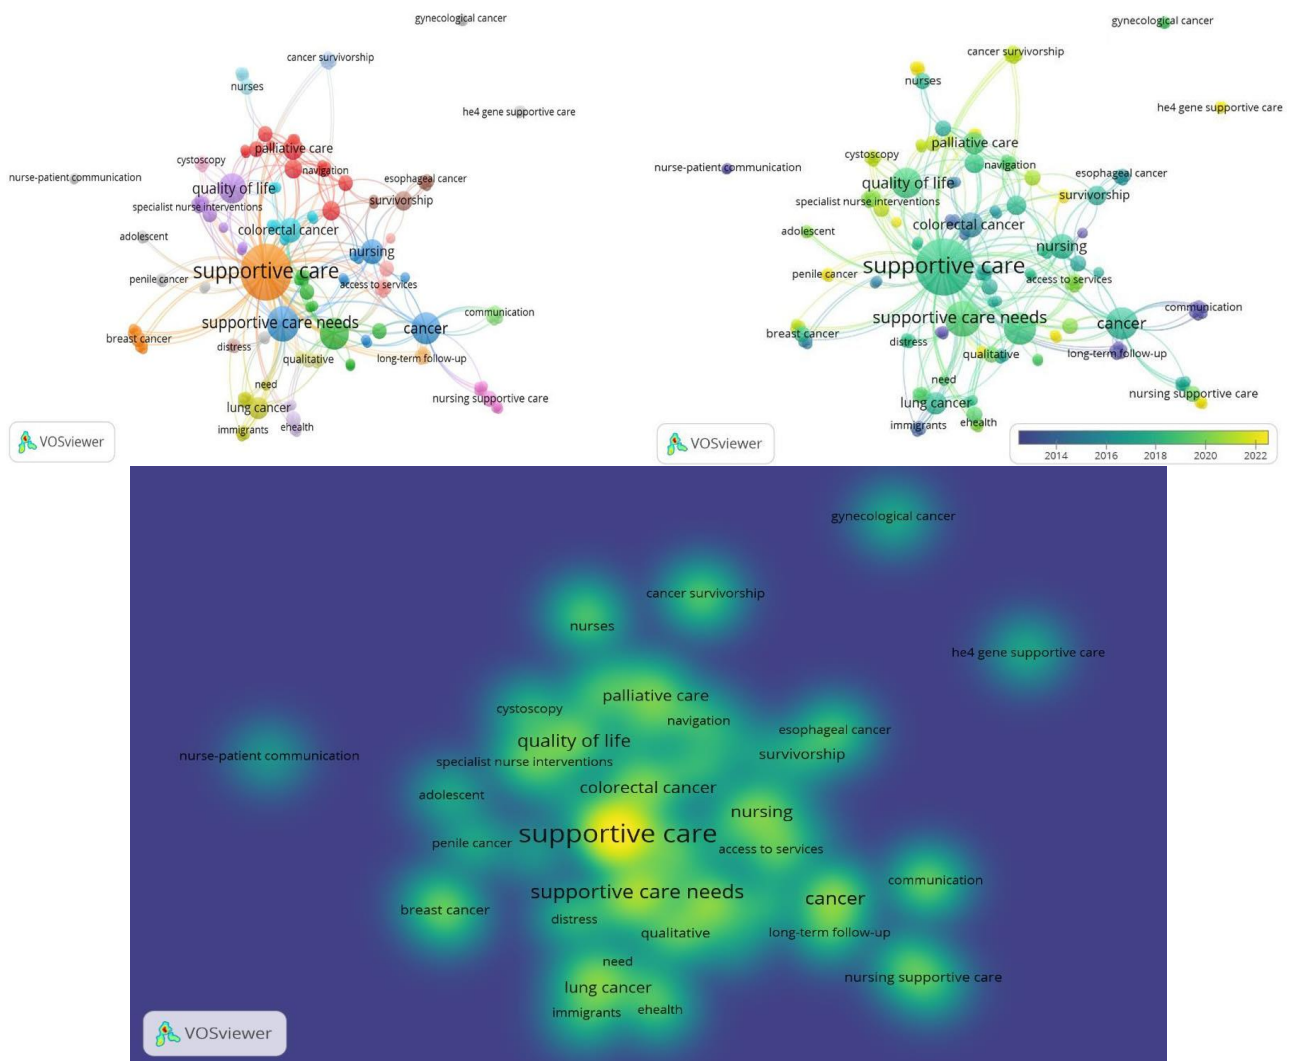 gynecological cancer
cancer survivorship
nurses
he4 gene supportive care
palliative care
cystoscopy
navigation
nurse-patient communication
quality of life
esophageal cancer
survivorship
specialist nurse interventions
colorectal cancer
adolescent
nursing
supportive care
penile cancer
access to services
communication
supportive care needs
cancer
breast cancer
distress
qualitative
long-term follow-up
need
lung cancer
nursing supportive care
immigrants
ehealth
VOSviewer
gynecological cancer
cancer survivorship
nurses
he4 gene supportive care
palliative care
cystoscopy
navigation
nurse-patient communication
quality of life
esophageal cancer
survivorship
specialist nurse interventions
colorectal cancer
adolescent
nursing
supportive care
penile cancer
access to services
communication
supportive care needs
cancer
breast cancer
distress
qualitative
long-term follow-up
need
nursing supportive care
lung cancer
immigrants
ehealth
VOSviewer
2014 2016 2018 2020 2022
gynecological cancer
cancer survivorship
nurses
he4 gene supportive care
palliative care
cystoscopy
navigation
quality of life
esophageal cancer
nurse-patient communication
survivorship
specialist nurse interventions
colorectal cancer
adolescent
nursing
supportive care
penile cancer
access to services
communication
supportive care needs
cancer
breast cancer
distress
qualitative
long-term follow-up
need
nursing supportive care
lung cancer
immigrants
ehealth
VOSviewer